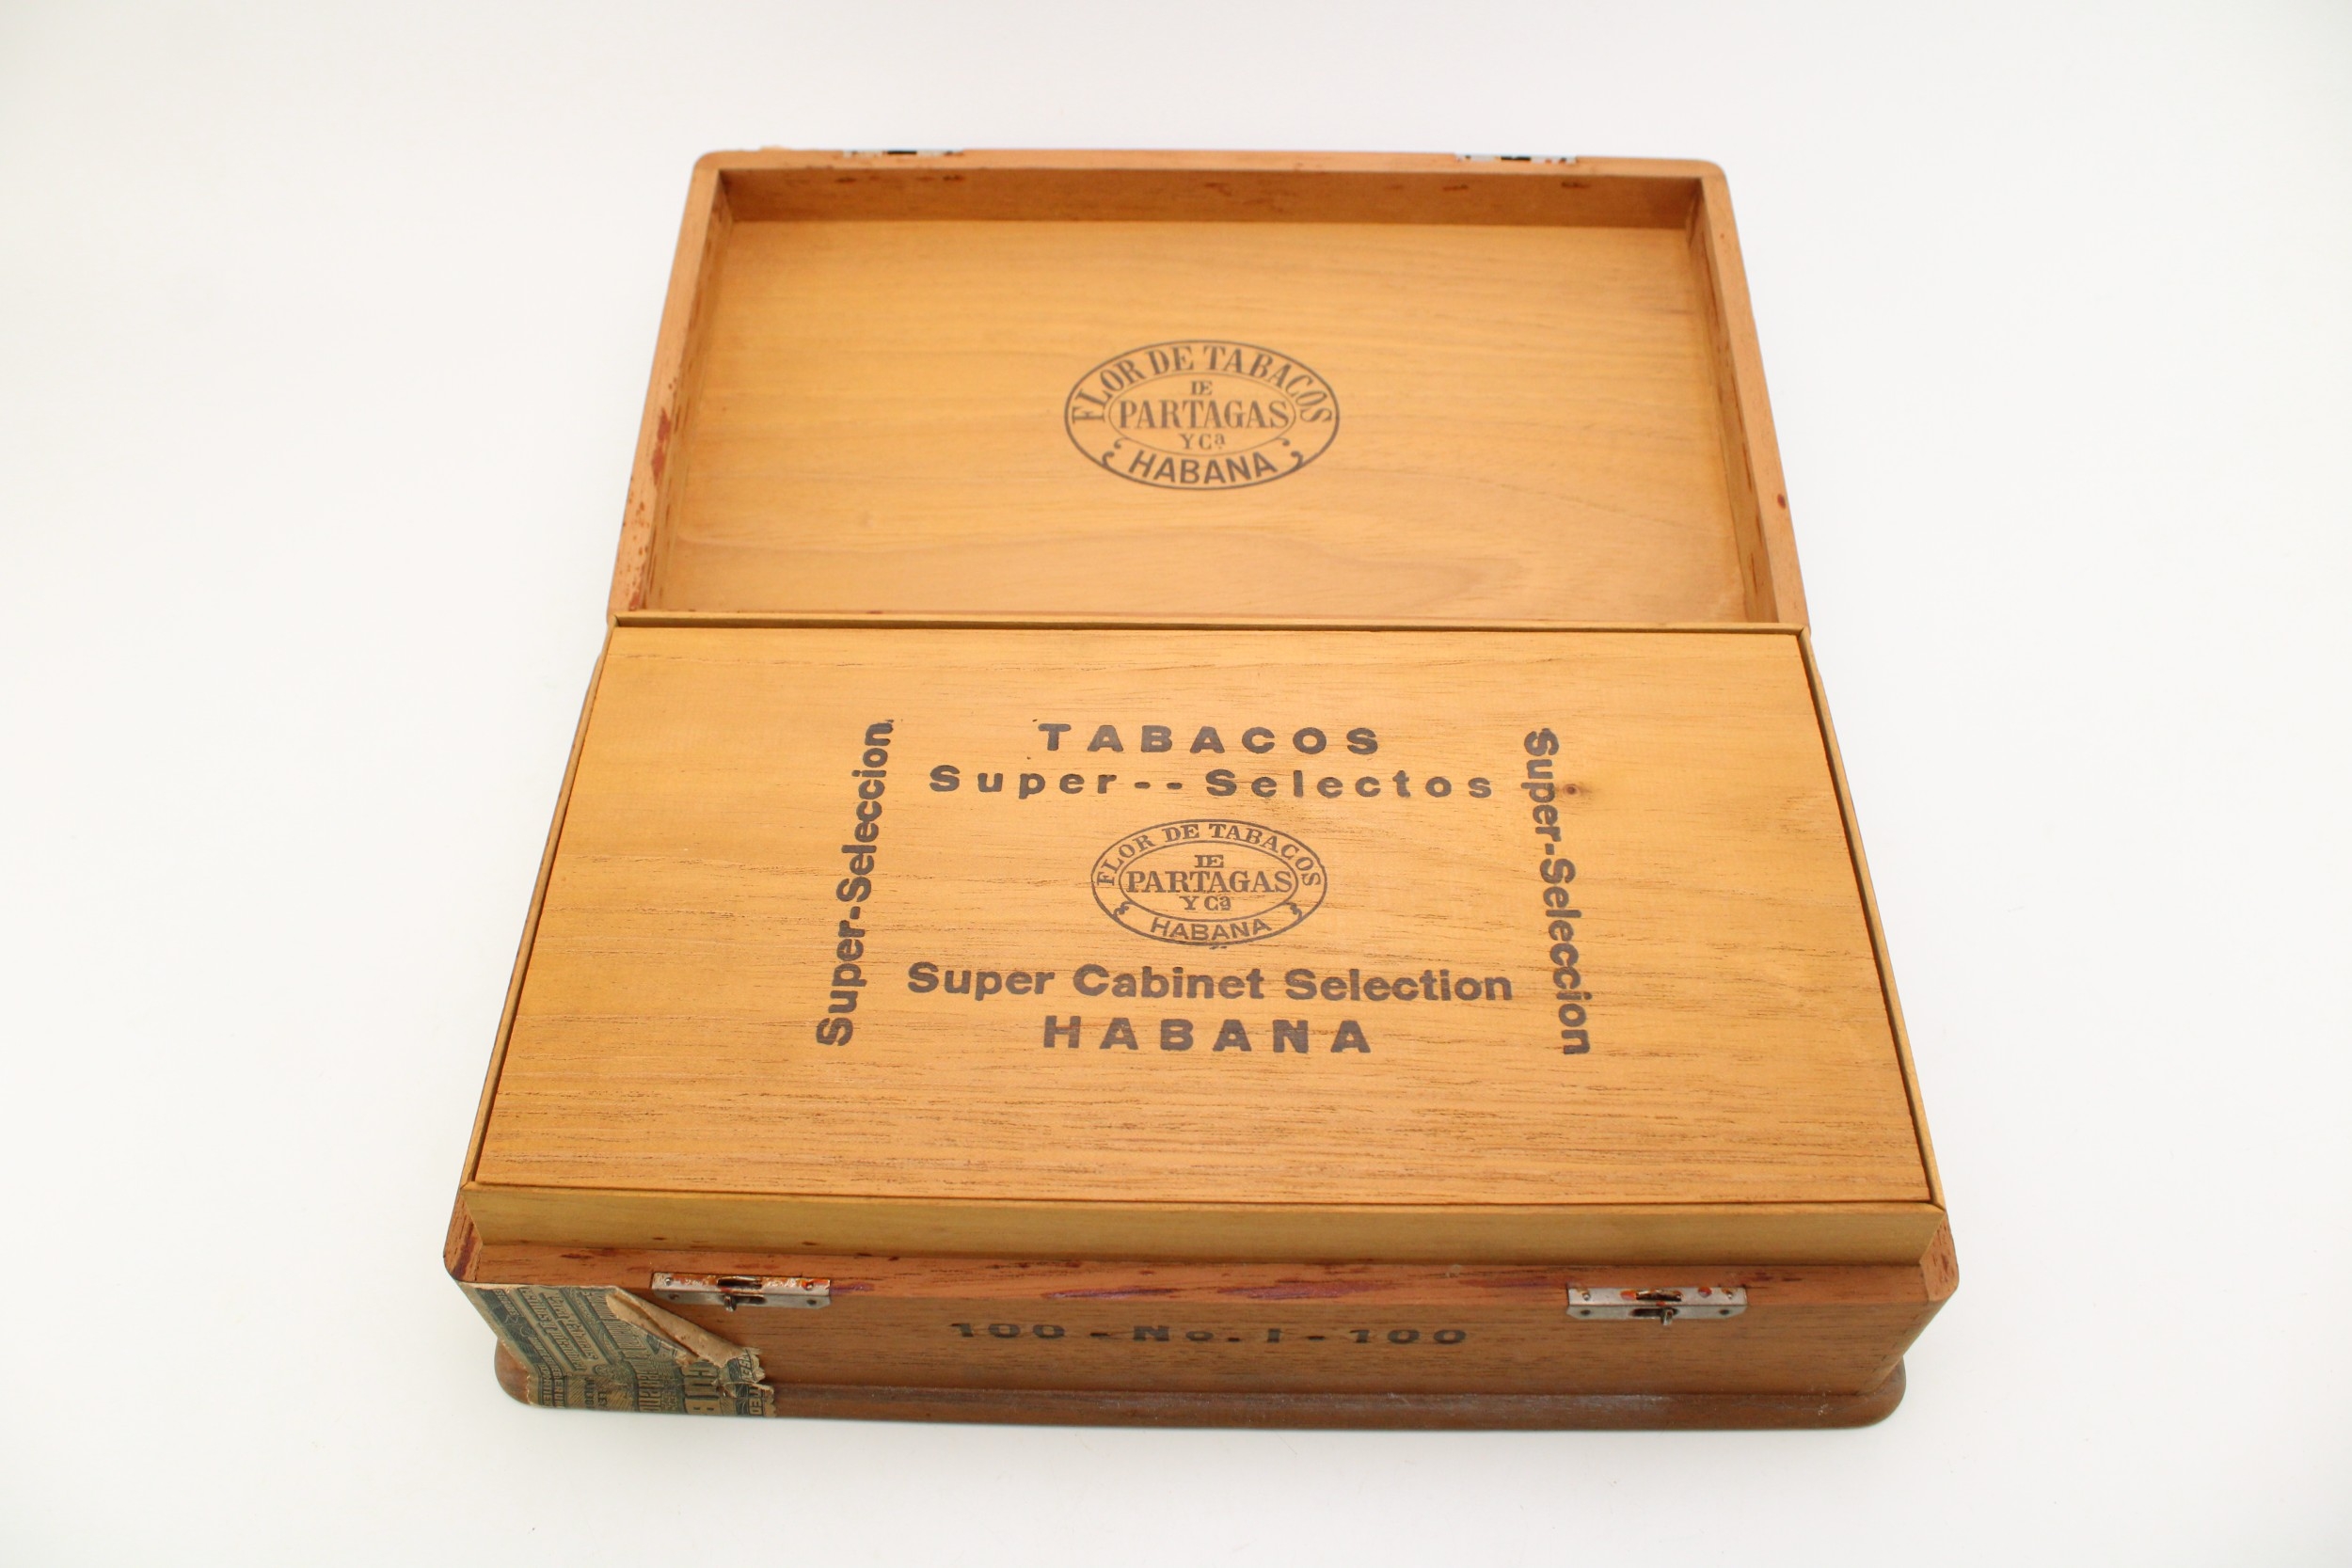 FLOR DE TABACOS
DE
PARTAGAS
Y Cª
HABANA
TABACOS
Super--Selectos
Super-Seleccion
Super-Seleccion
FLOR DE TABACOS
DE
PARTAGAS
Y Cª
HABANA
Super Cabinet Selection
HABANA
100 - No. 1 - 100